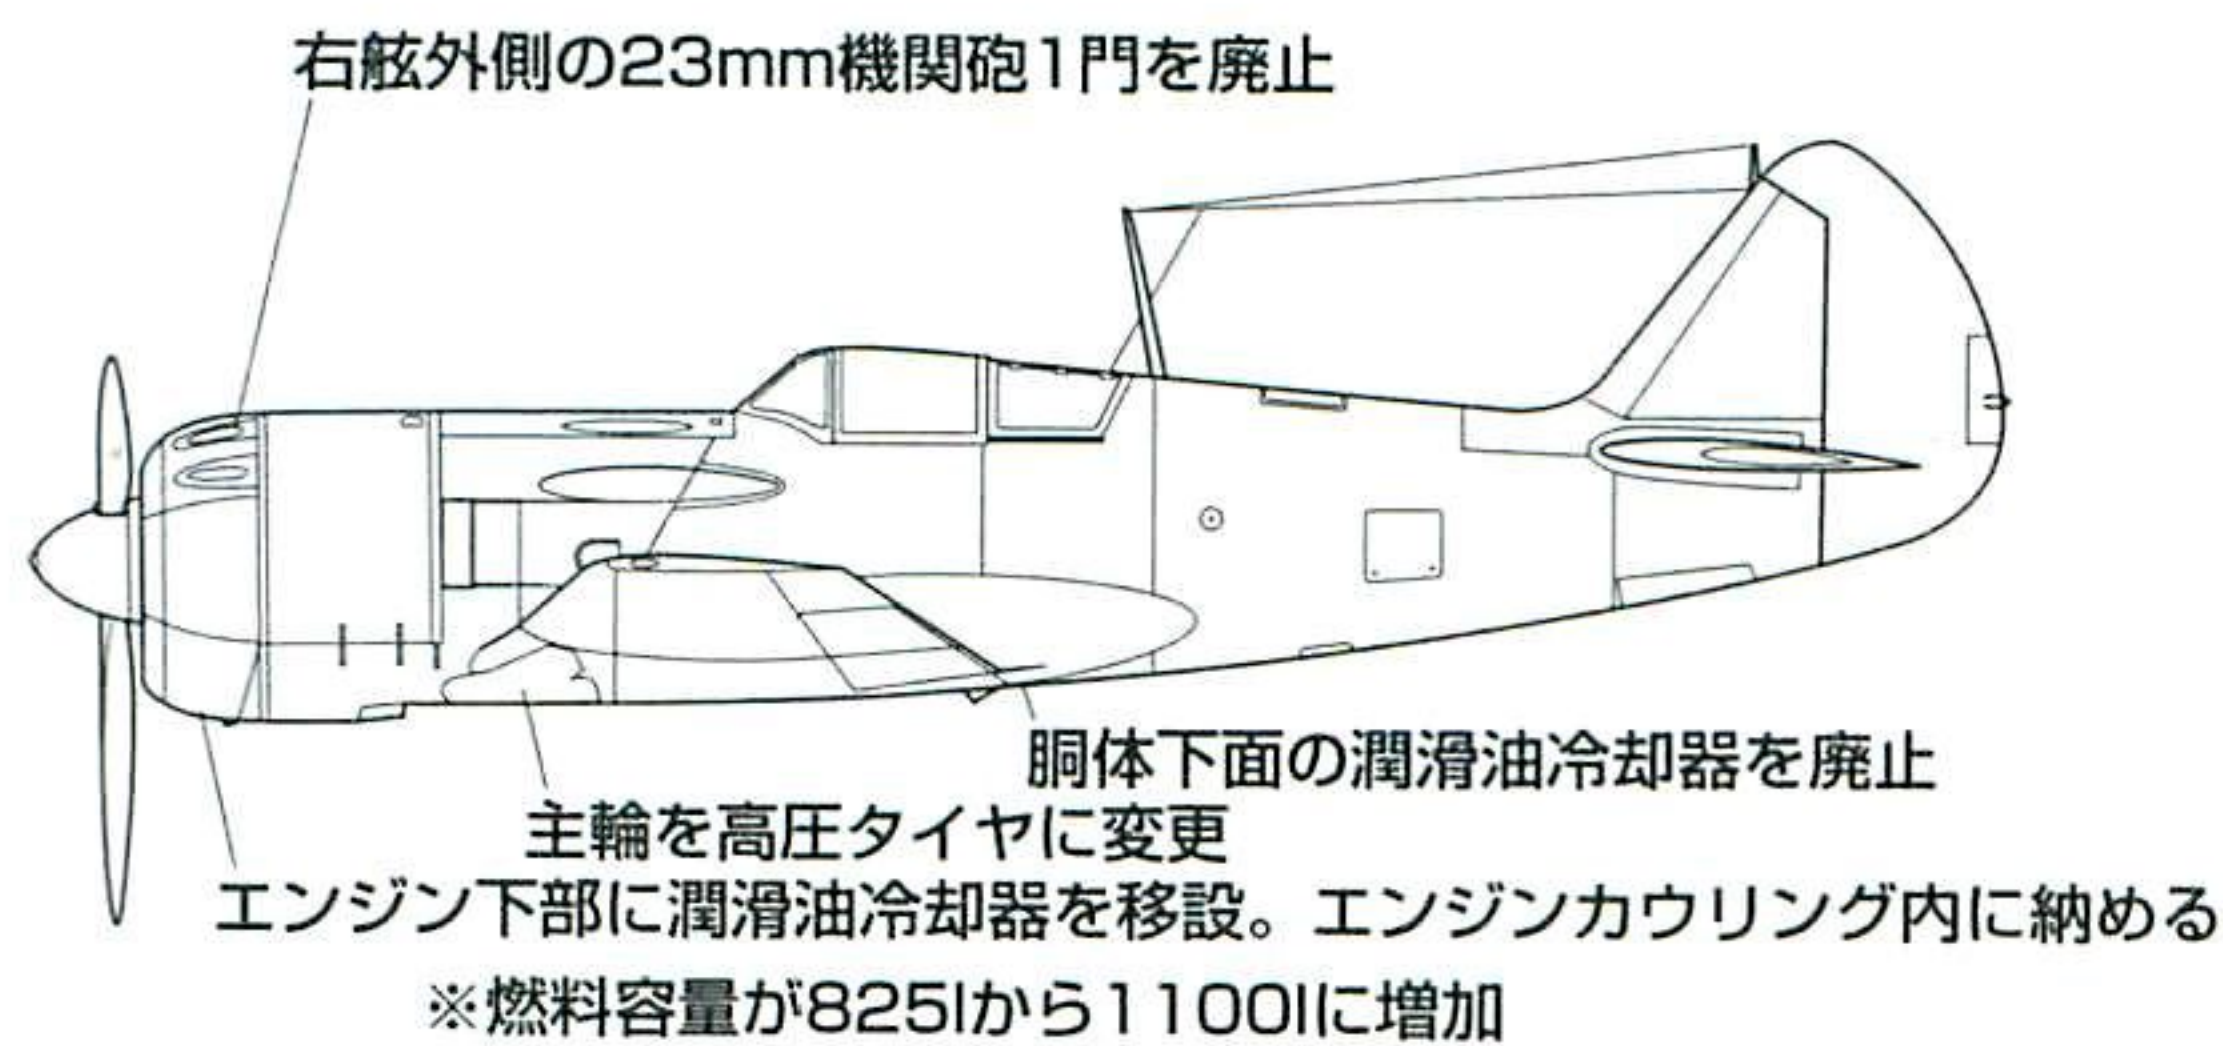 右舷外側の23mm機関砲1門を廃止
胴体下面の潤滑油冷却器を廃止
主輪を高圧タイヤに変更
エンジン下部に潤滑油冷却器を移設。エンジンカウリング内に納める
※燃料容量が825lから1100lに増加